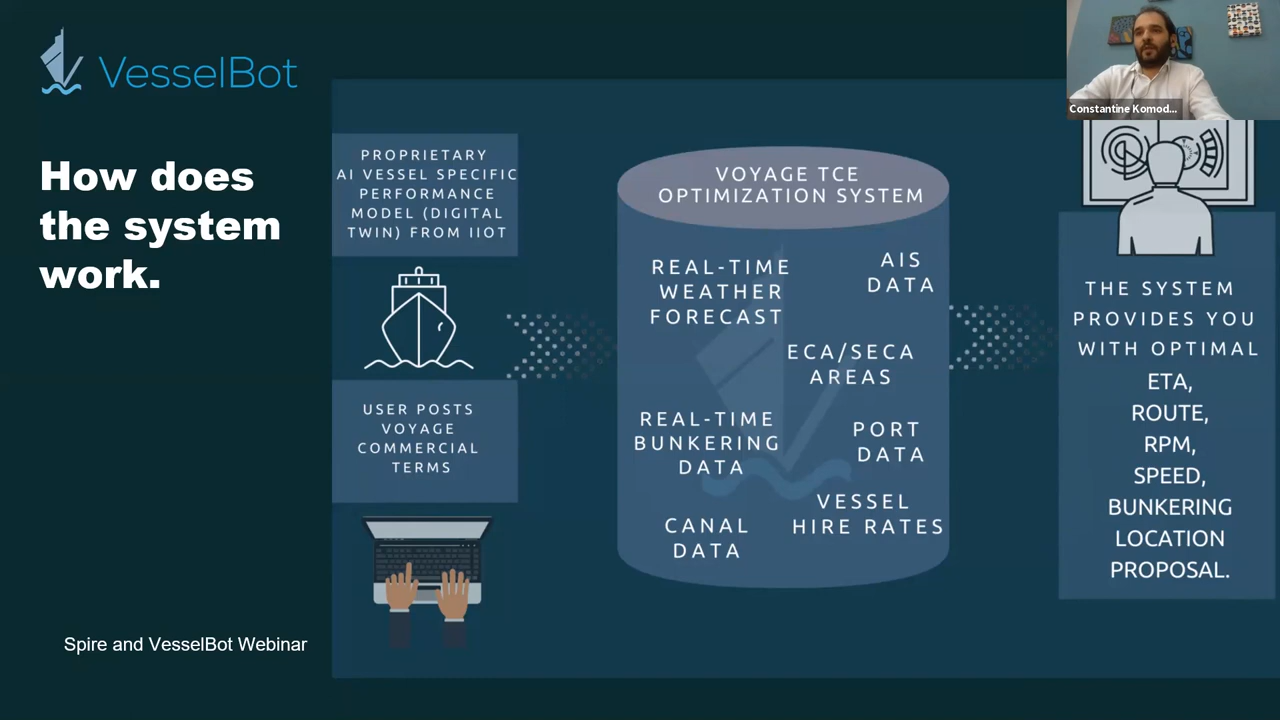 VesselBot
How does
the system
work.
Spire and VesselBot Webinar
PROPRIETARY
AI VESSEL SPECIFIC
PERFORMANCE
MODEL (DIGITAL
TWIN) FROM IIOT
USER POSTS
VOYAGE
COMMERCIAL
TERMS
VOYAGE TCE
OPTIMIZATION SYSTEM
REAL-TIME
WEATHER
FORECAST
AIS
DATA
ECA/SECA
AREAS
REAL-TIME
BUNKERING
DATA
PORT
DATA
VESSEL
HIRE RATES
CANAL
DATA
Constantine Komod...
THE SYSTEM
PROVIDES YOU
WITH OPTIMAL
ETA,
ROUTE,
RPM,
SPEED,
BUNKERING
LOCATION
PROPOSAL.